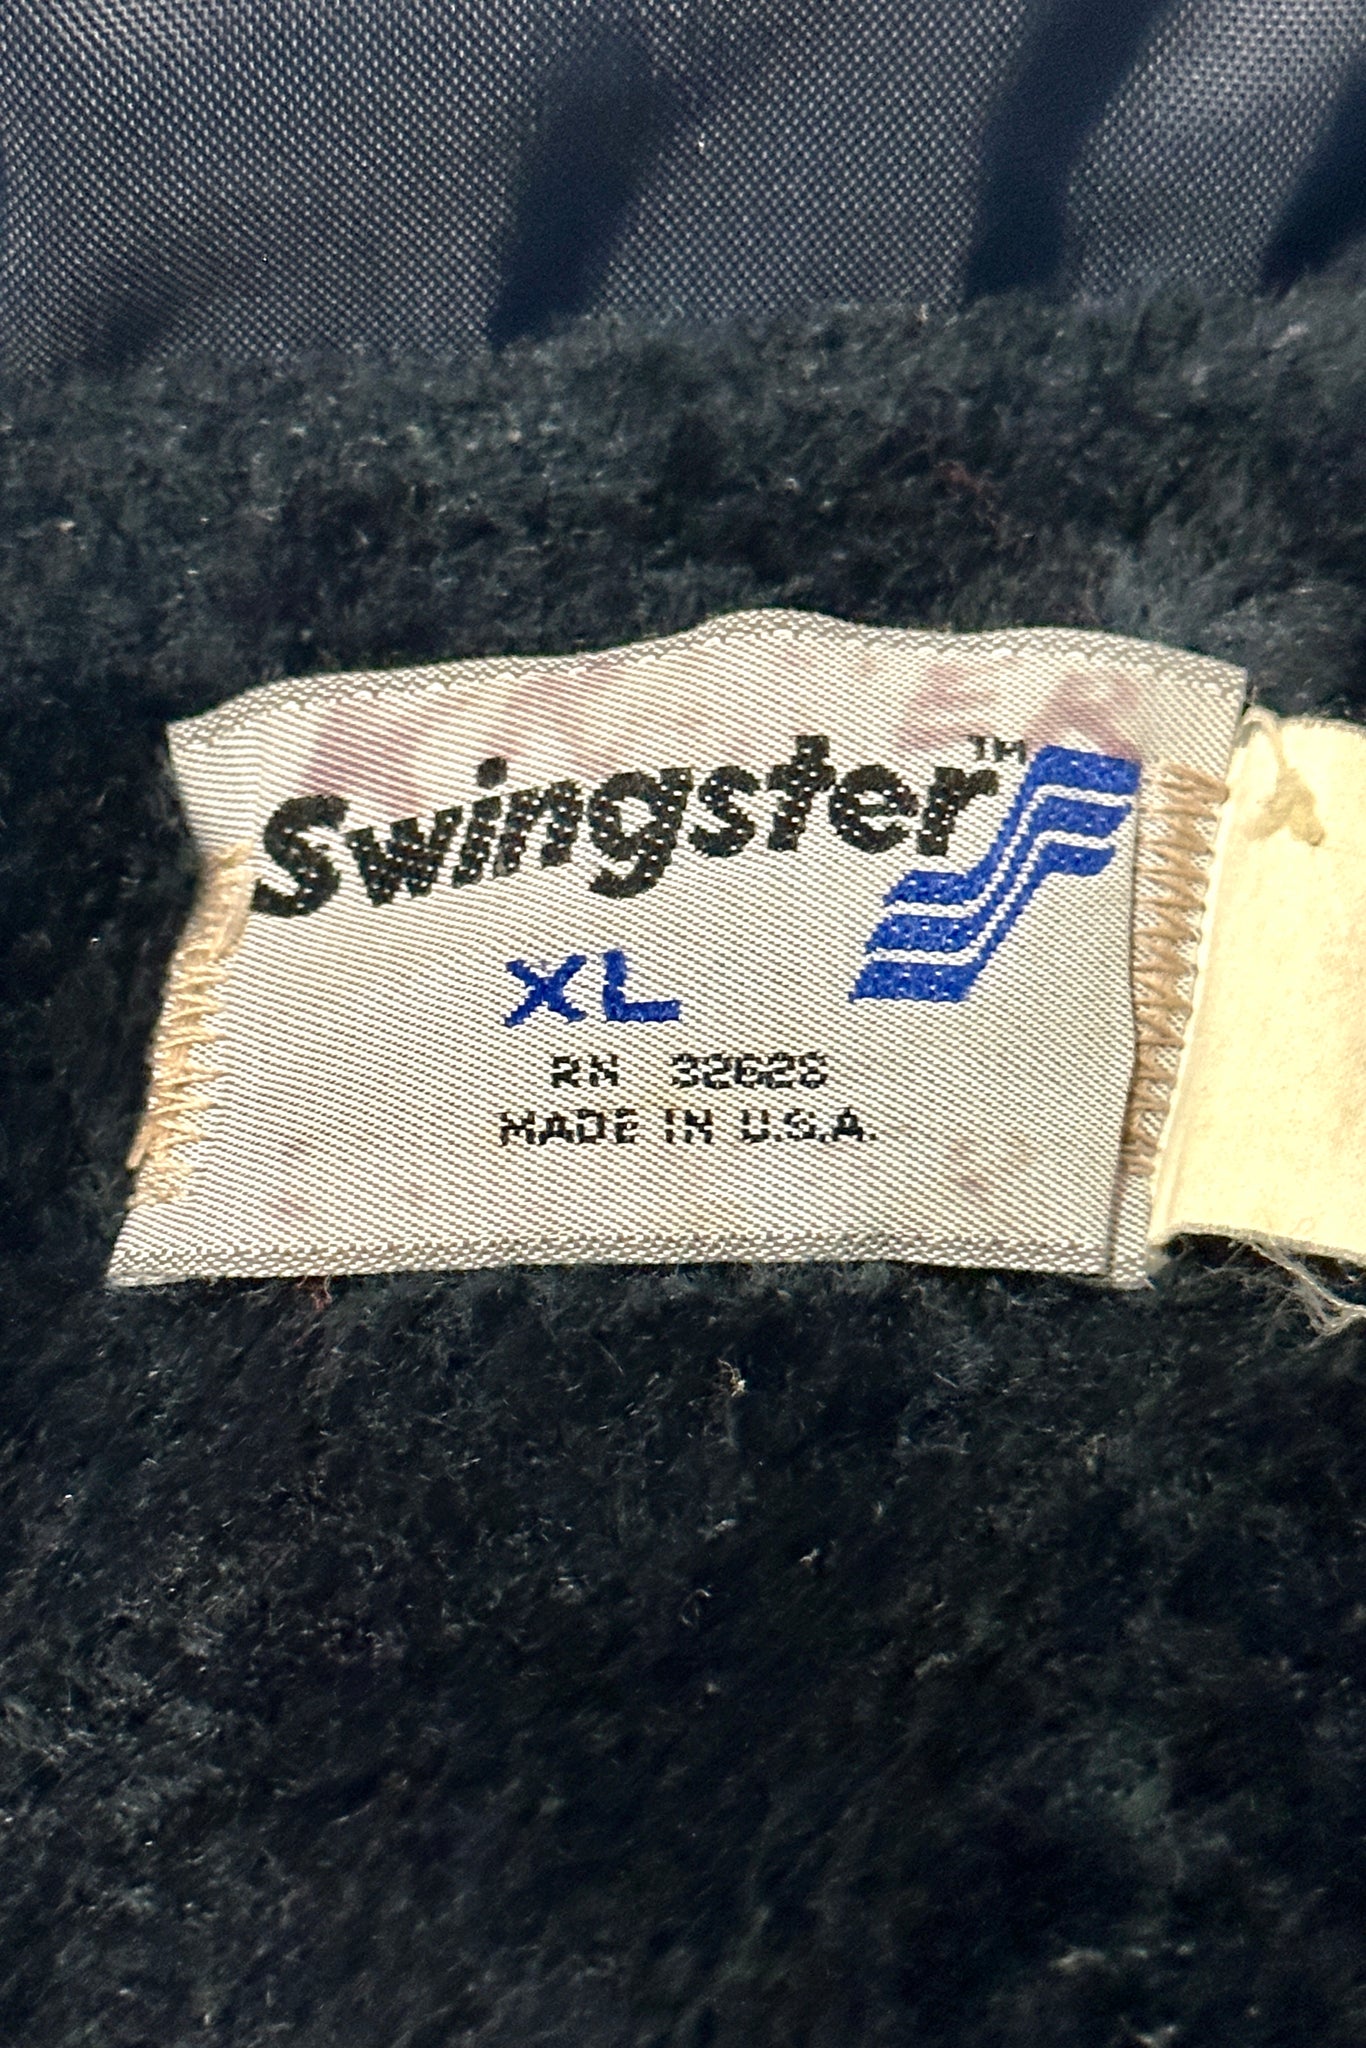 Swingster™
XL
RN 32628
MADE IN U.S.A.